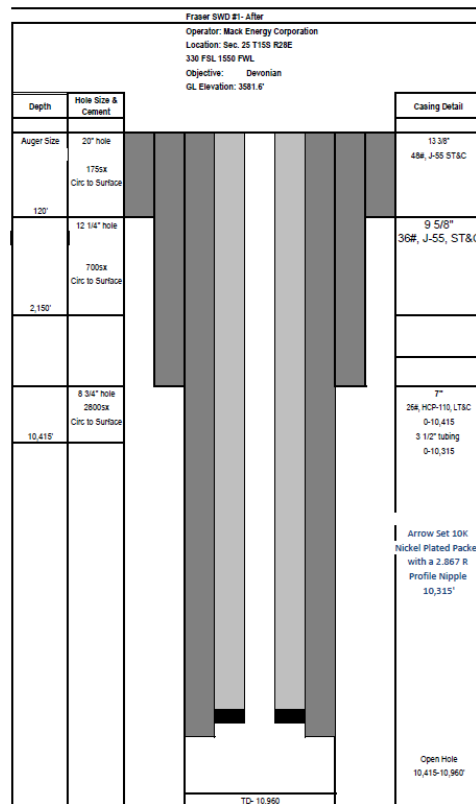 Fraser SWD #1- After
Operator: Mack Energy Corporation
Location: Sec. 25 T15S R28E
330 FSL 1550 FWL
Objective: Devonian
GL Elevation: 3581.6'
Depth
Hole Size &
Cement
Casing Detail
Auger Size
20" hole
13 3/8"
48#, J-55 ST&C
175sx
Circ to Surface
120'
12 1/4" hole
9 5/8"
36#, J-55, ST&C
700sx
Circ to Surface
2,150'
8 3/4" hole
7"
2800sx
26#, HCP-110, LT&C
Circ to Surface
0-10,415
10,415'
3 1/2" tubing
0-10,315
Arrow Set 10K
Nickel Plated Packe
with a 2.867 R
Profile Nipple
10,315'
Open Hole
10,415-10,960'
TD- 10,960